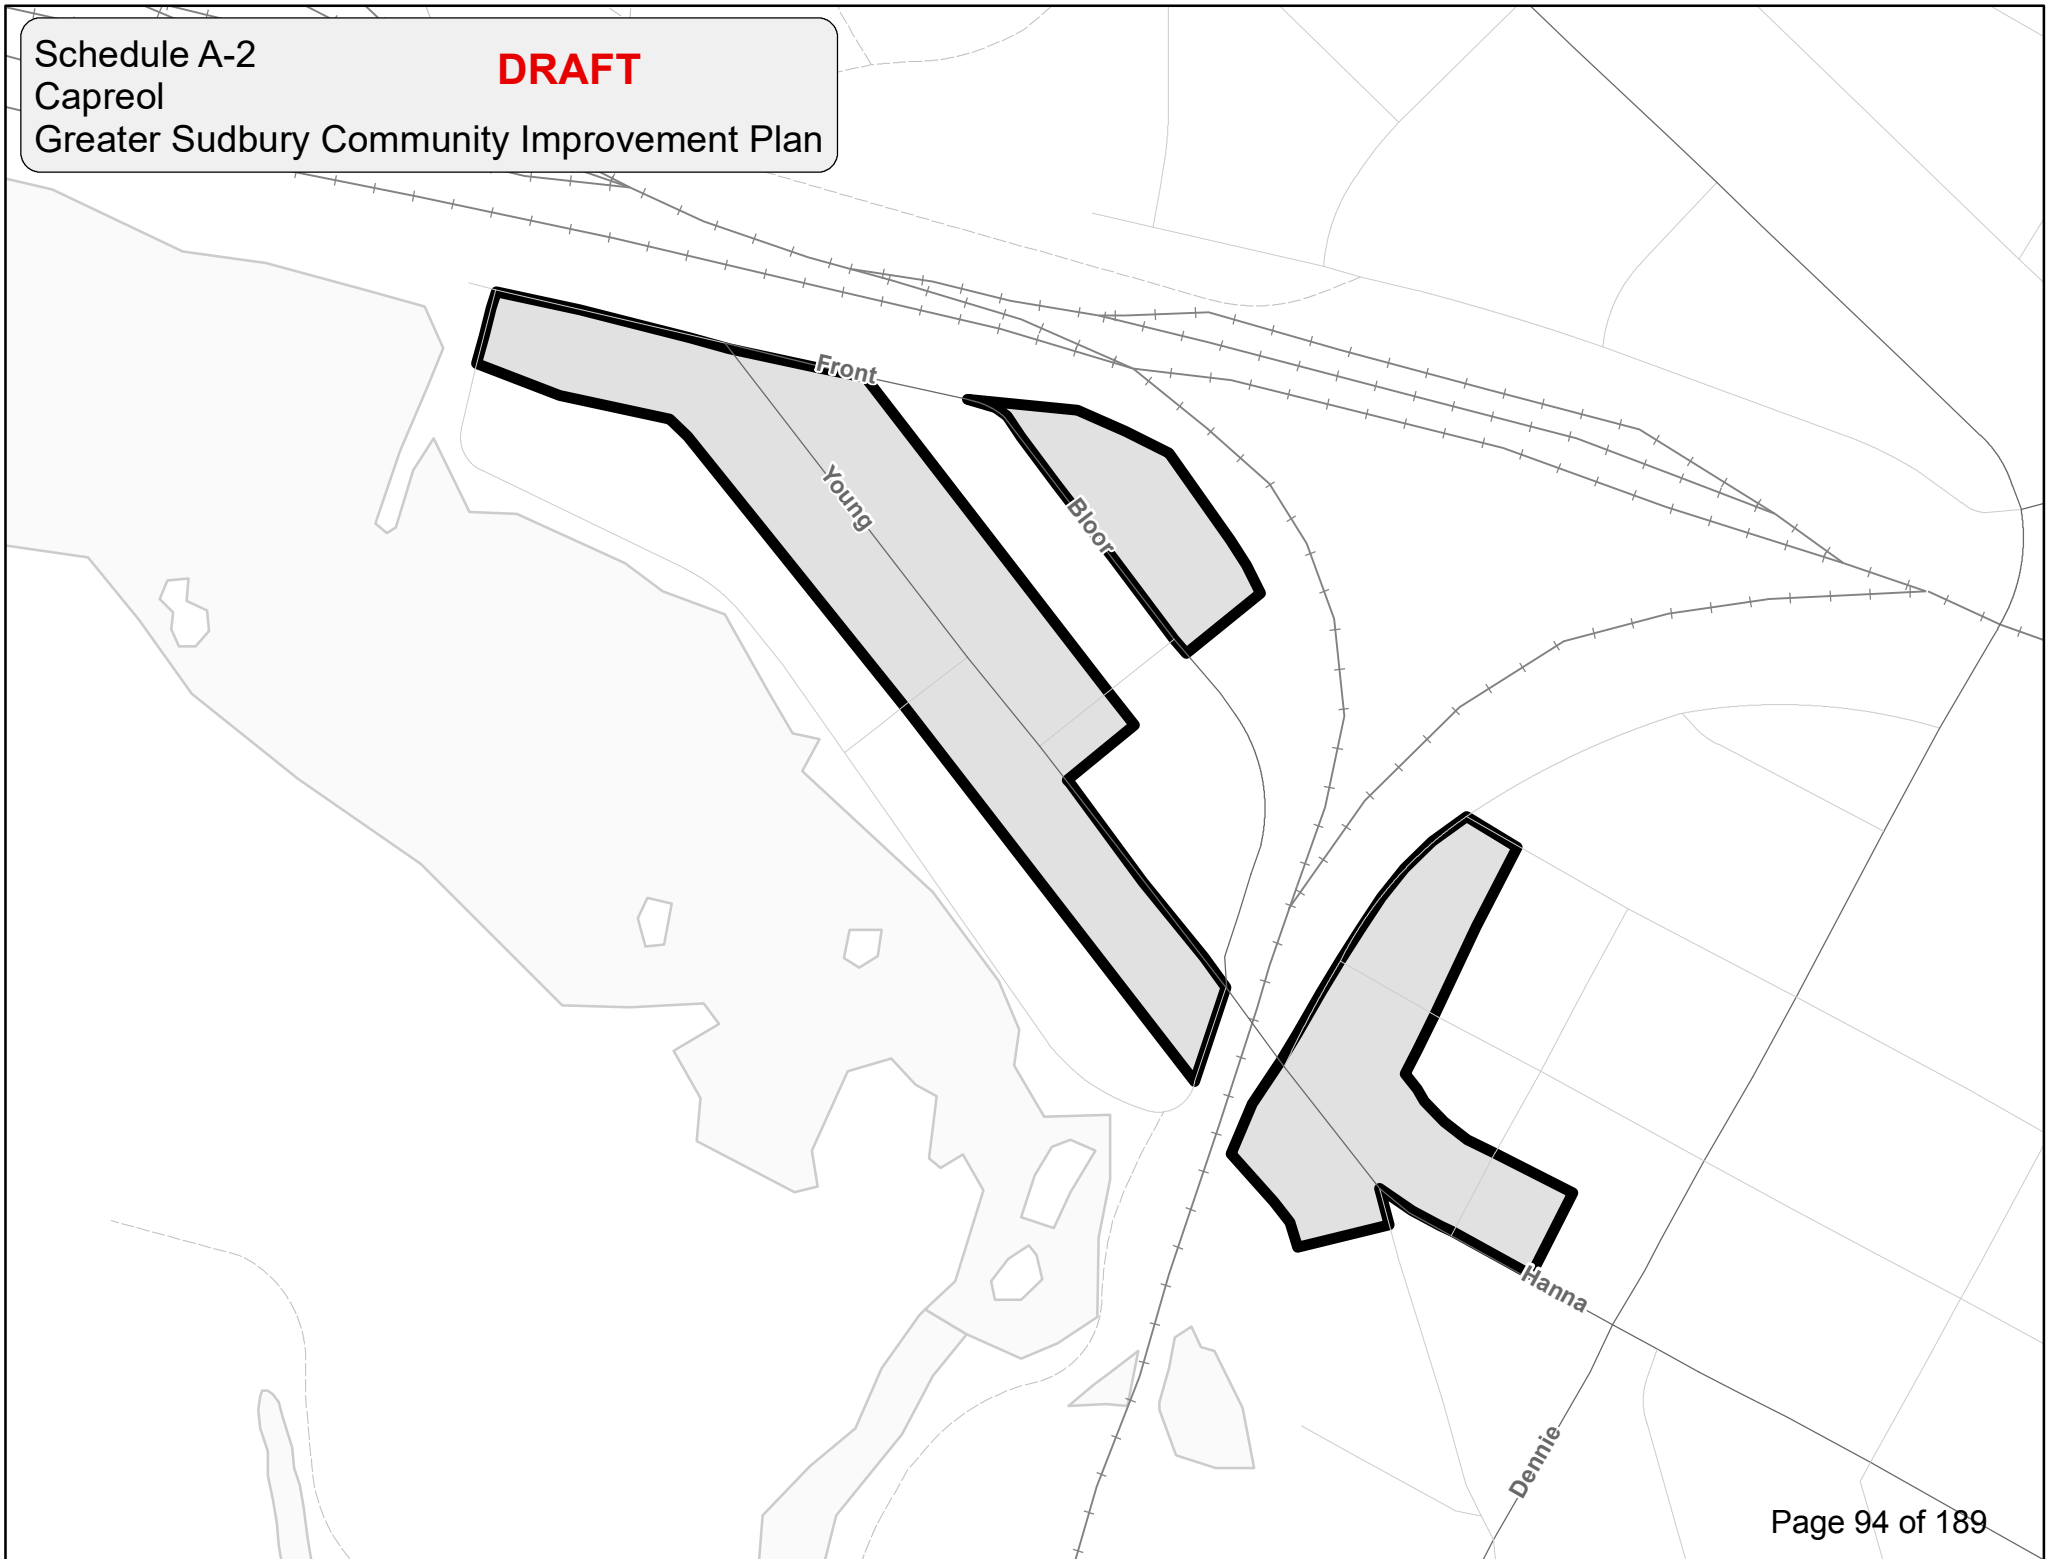 Schedule A-2
DRAFT
Capreol
Greater Sudbury Community Improvement Plan
Front
Young
Bloor
Hanna
Dennie
Page 94 of 189